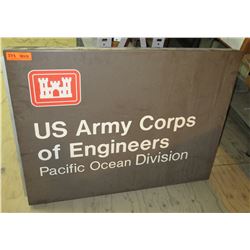 US Army Corps
of Engineers
Pacific Ocean Division